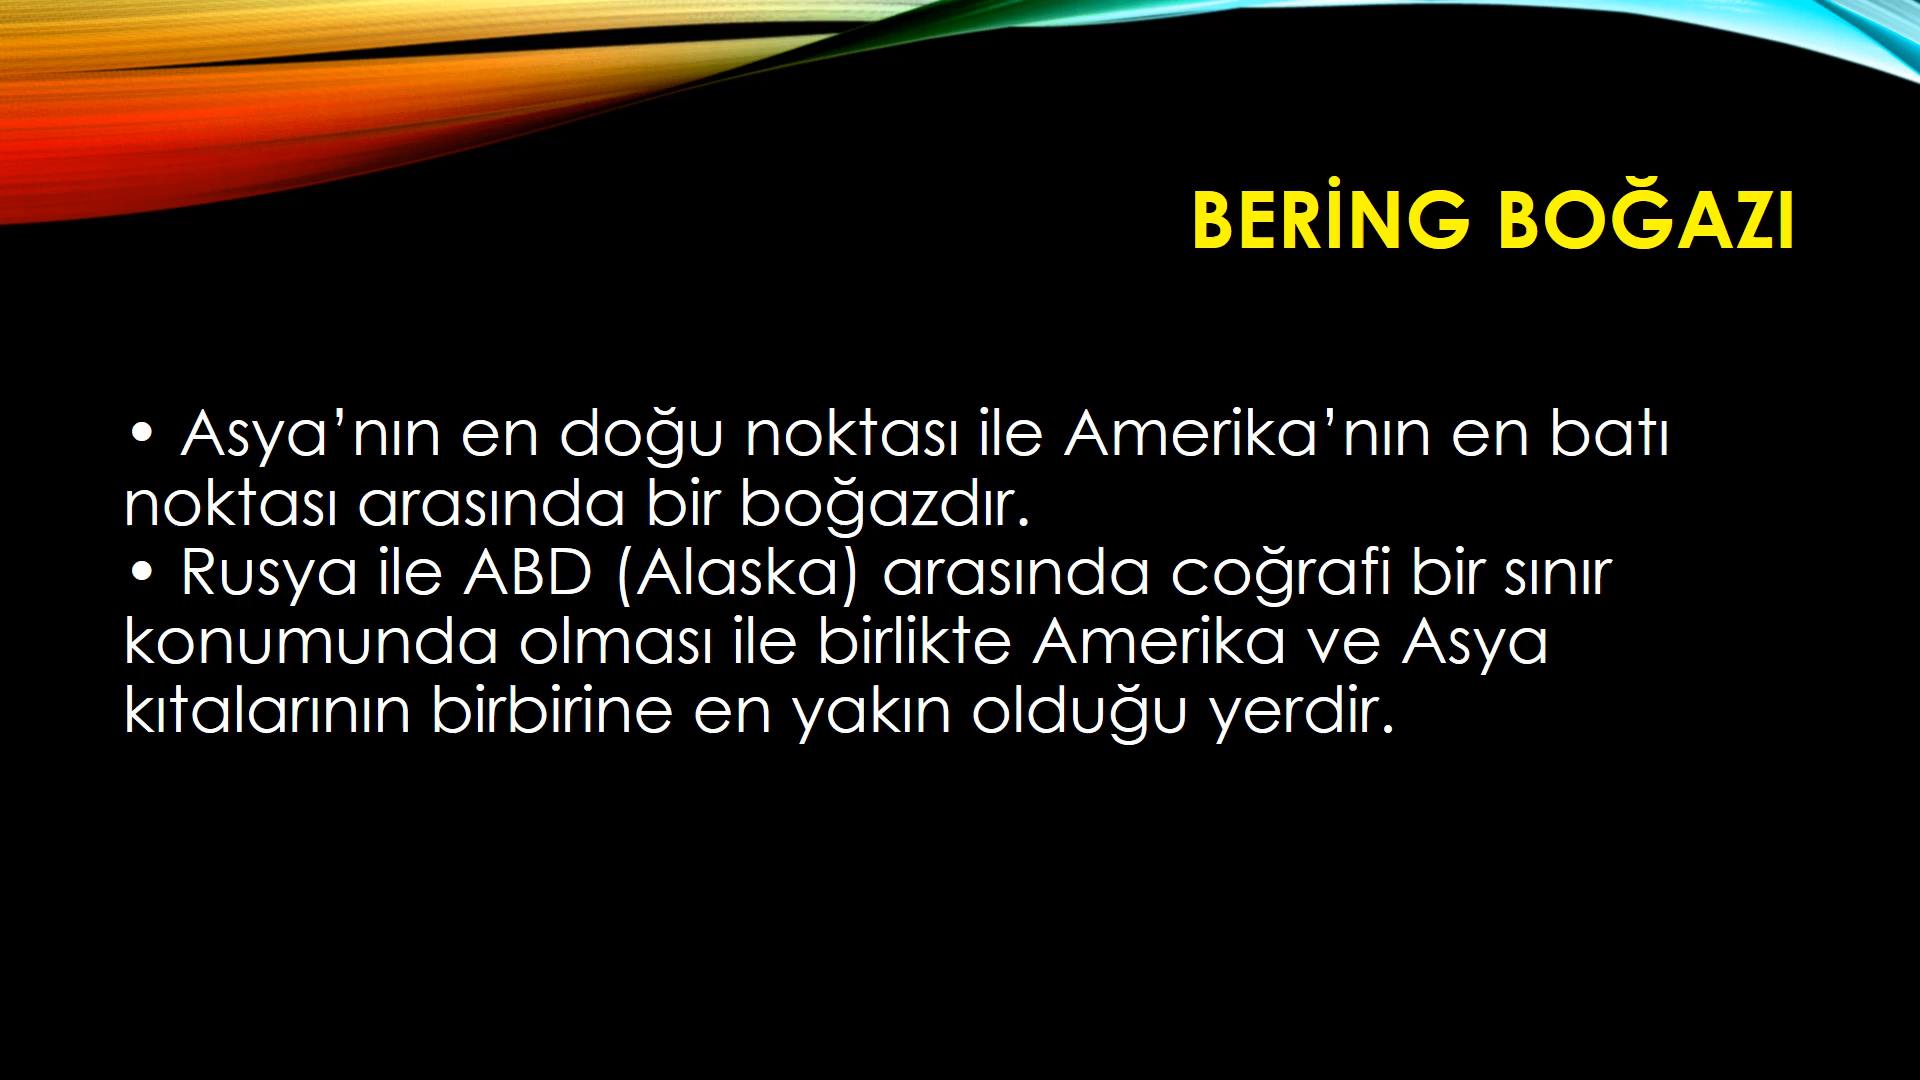 BERİNG BOĞAZI
• Asya’nın en doğu noktası ile Amerika’nın en batı
noktası arasında bir boğazdır.
• Rusya ile ABD (Alaska) arasında coğrafi bir sınır
konumunda olması ile birlikte Amerika ve Asya
kıtalarının birbirine en yakın olduğu yerdir.